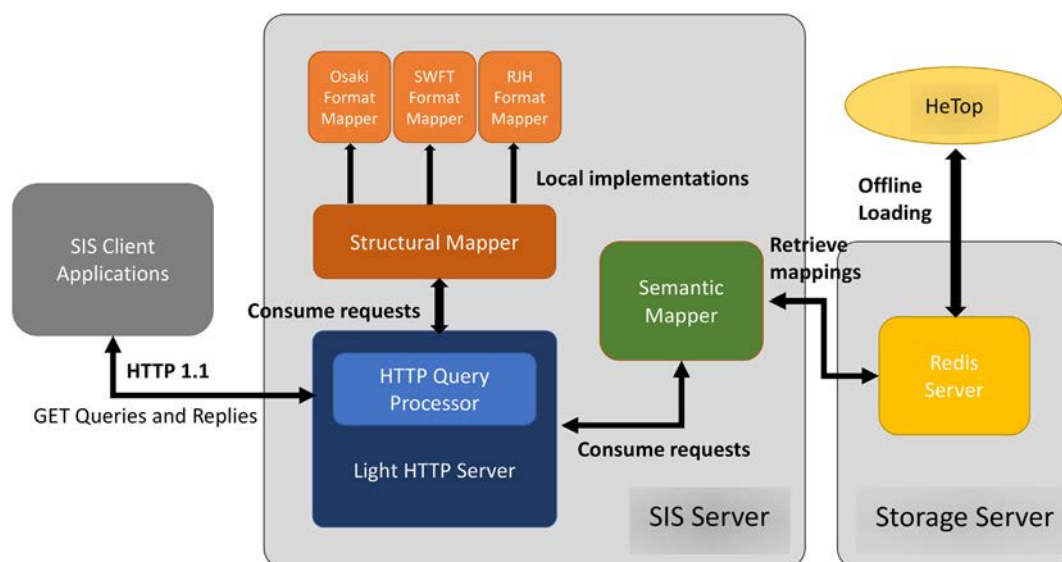 Osaki
Format
Mapper
SWFT
Format
Mapper
RJH
Format
Mapper
HeTop
Local implementations
Offline
Loading
SIS Client
Applications
Structural Mapper
Retrieve
mappings
Consume requests
Semantic
Mapper
HTTP 1.1
GET Queries and Replies
HTTP Query
Processor
Redis
Server
Consume requests
Light HTTP Server
SIS Server
Storage Server